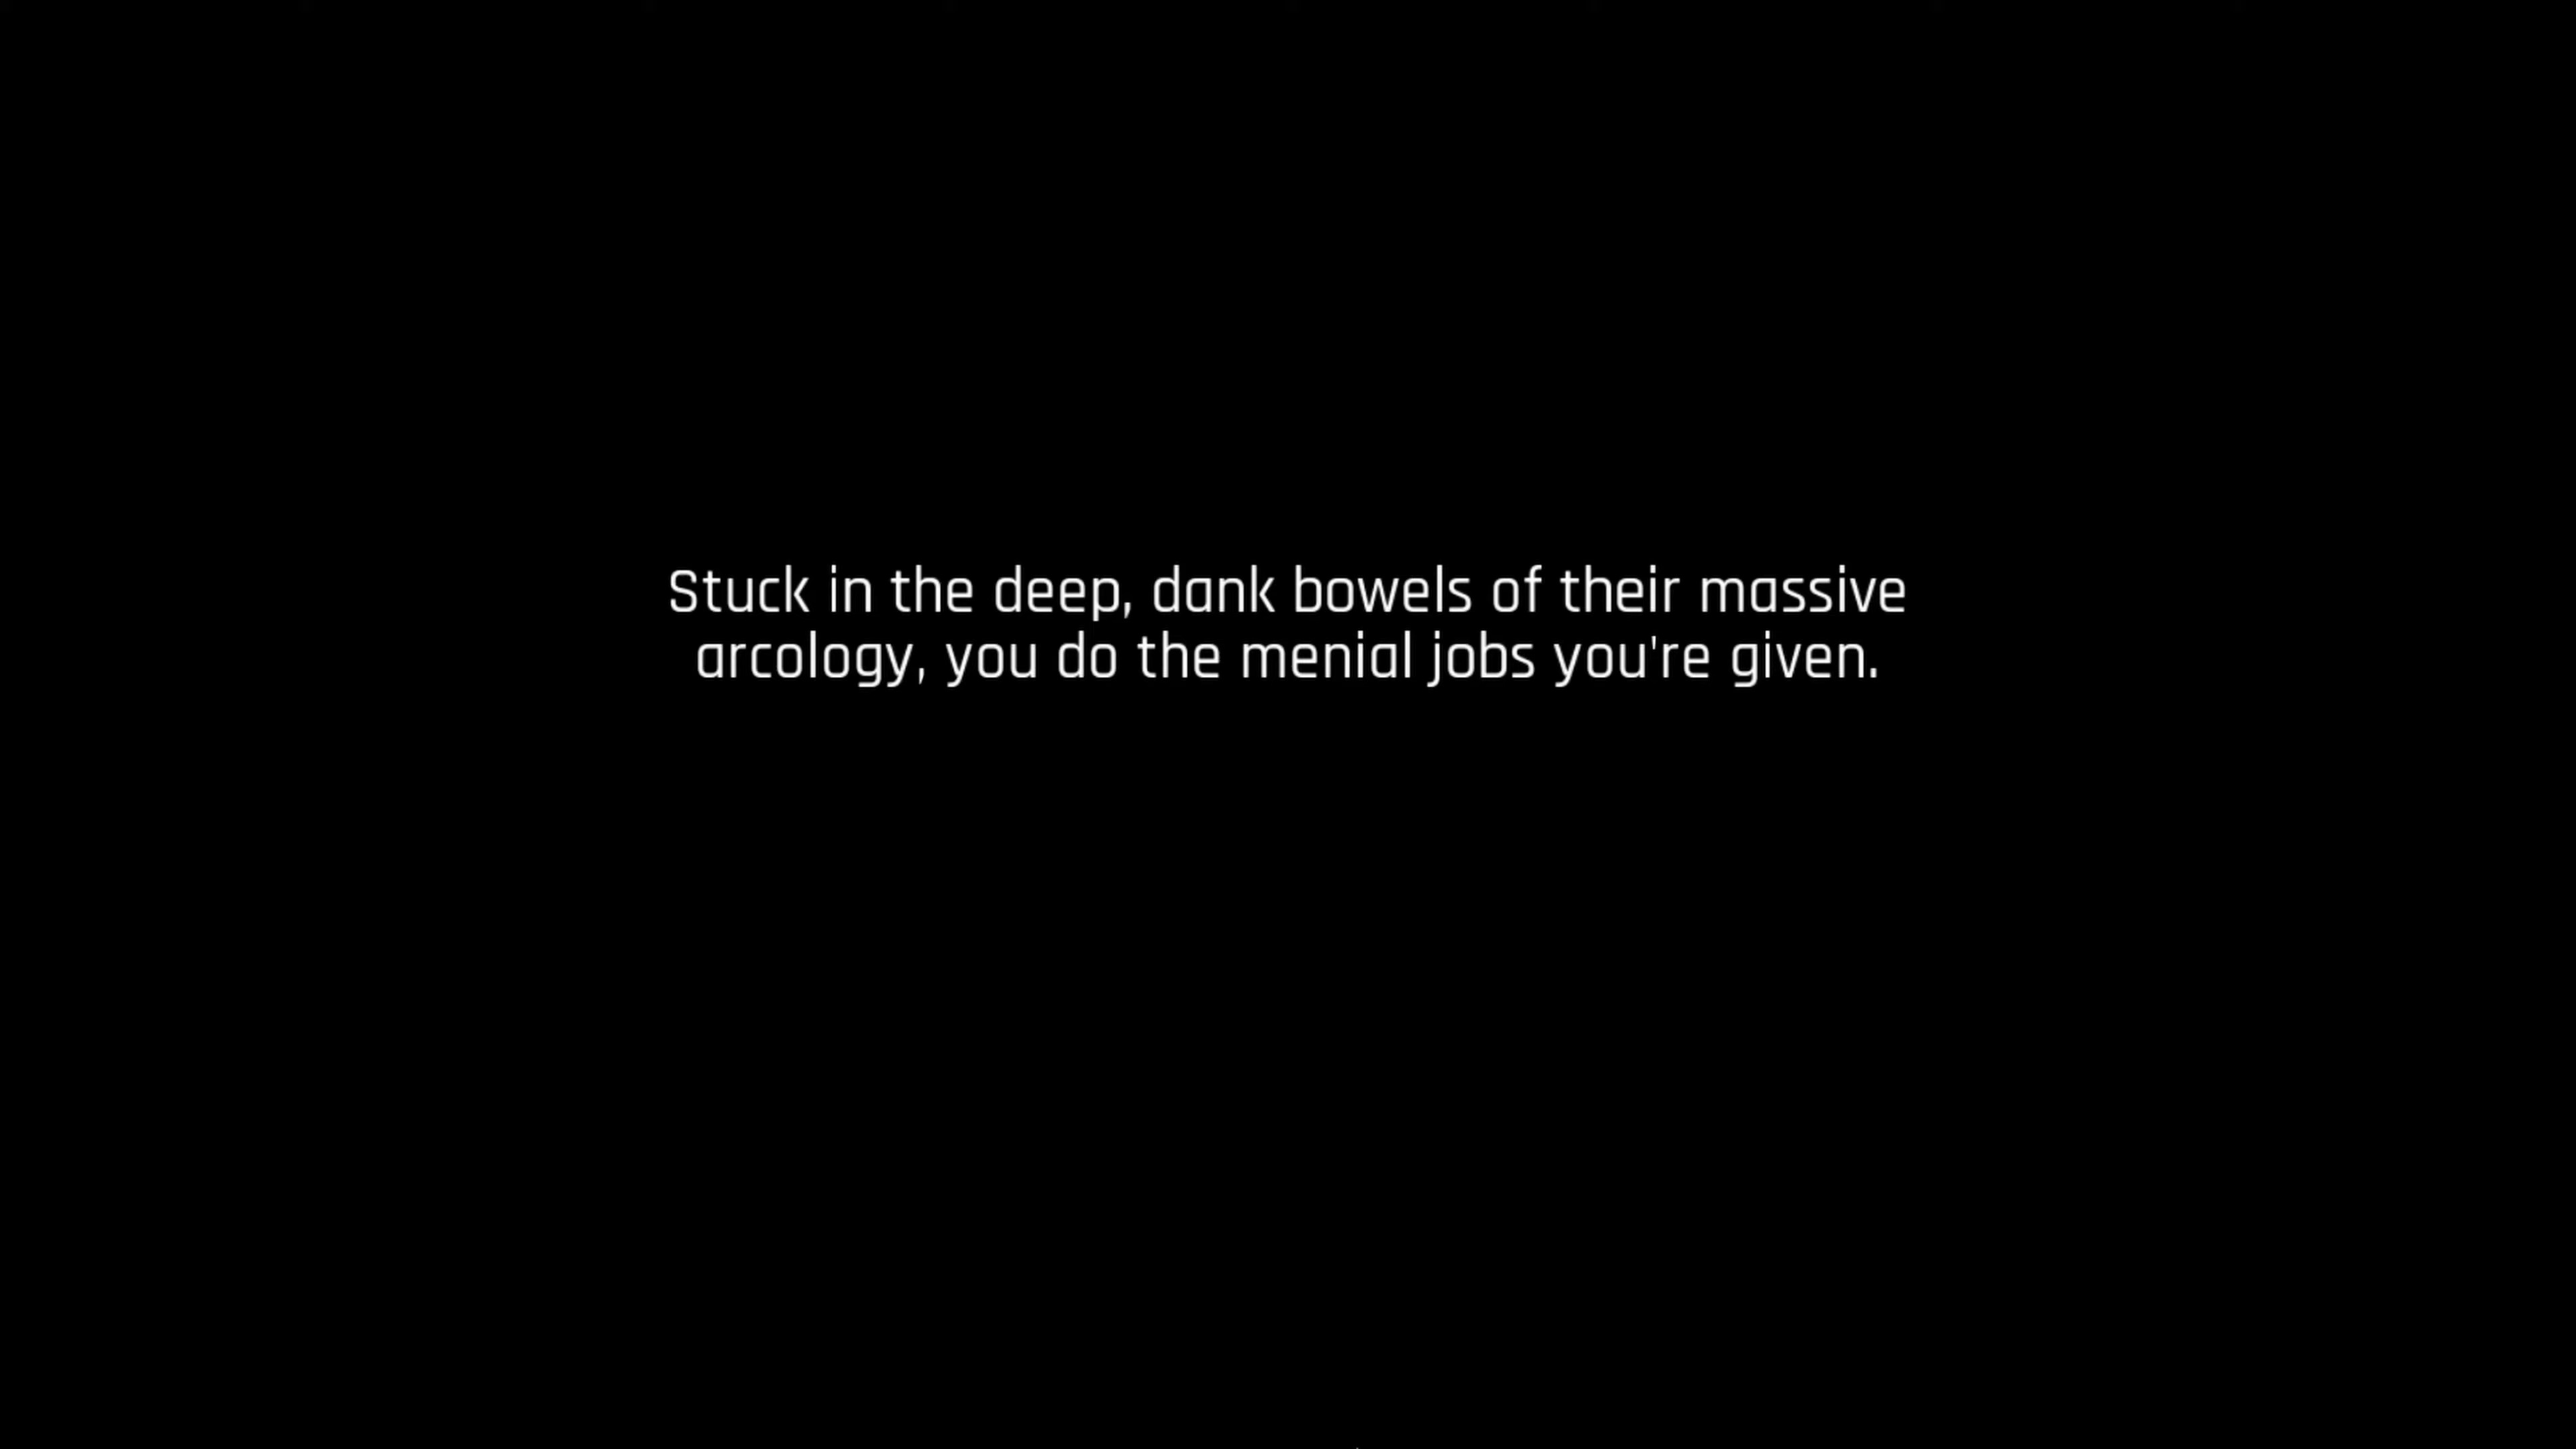 Stuck in the deep, dank bowels of their massive
arcology, you do the menial jobs you're given.